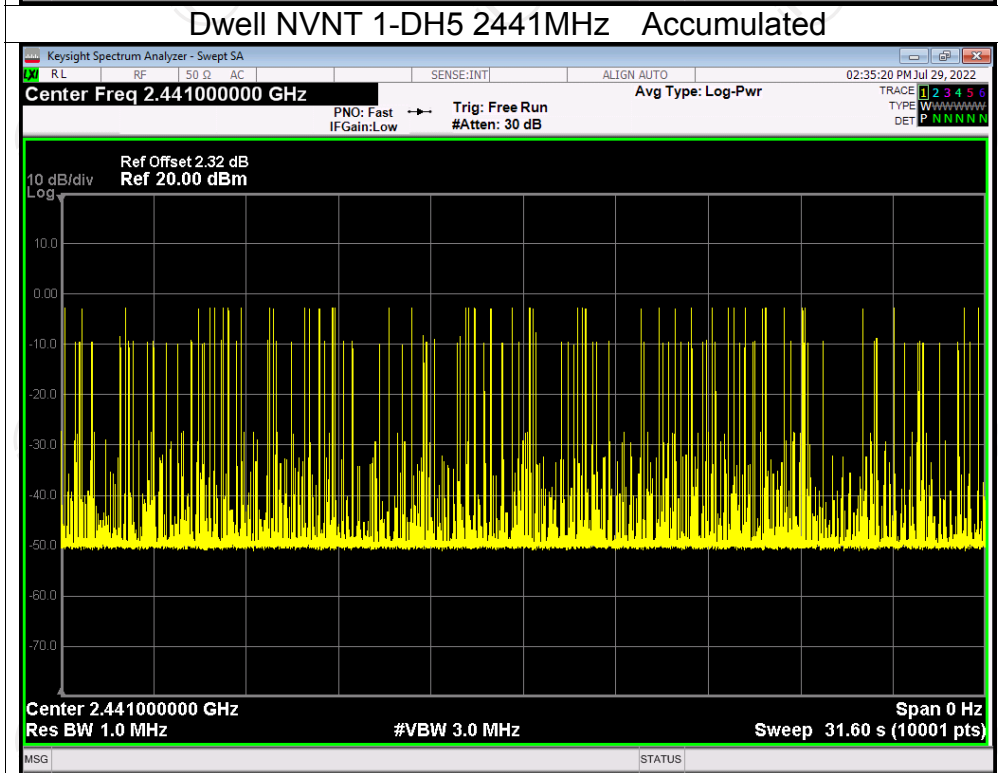 Dwell NVNT 1-DH5 2441MHz Accumulated
Keysight Spectrum Analyzer - Swept SA
LXI RL RF 50 Ω AC SENSE:INT ALIGN AUTO 02:35:20 PM Jul 29, 2022
Center Freq 2.441000000 GHz Avg Type: Log-Pwr TRACE 1 2 3 4 5 6
PNO: Fast Trig: Free Run TYPE WWWWWW
IFGain:Low #Atten: 30 dB DET P N N N N N
Ref Offset 2.32 dB
10 dB/div Ref 20.00 dBm
Log
10.0
0.00
-10.0
-20.0
-30.0
-40.0
-50.0
-60.0
-70.0
Center 2.441000000 GHz Span 0 Hz
Res BW 1.0 MHz #VBW 3.0 MHz Sweep 31.60 s (10001 pts)
MSG STATUS